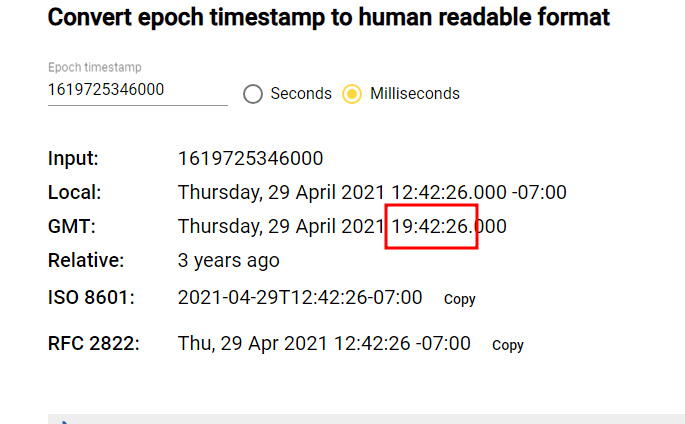 Convert epoch timestamp to human readable format
Epoch timestamp
1619725346000 Seconds Milliseconds
Input: 1619725346000
Local: Thursday, 29 April 2021 12:42:26.000 -07:00
GMT: Thursday, 29 April 2021 19:42:26.000
Relative: 3 years ago
ISO 8601: 2021-04-29T12:42:26-07:00 Copy
RFC 2822: Thu, 29 Apr 2021 12:42:26 -07:00 Copy